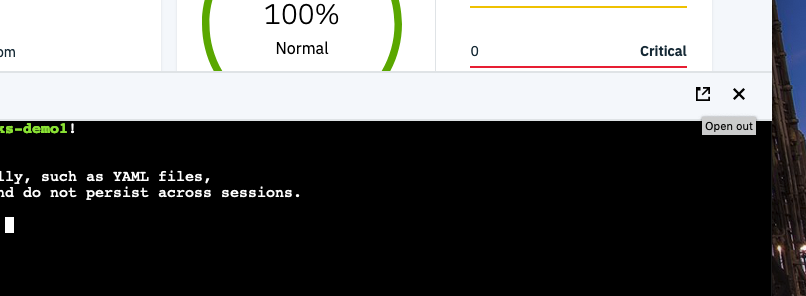 100%
Normal
om
0 Critical
ks-demo1!
Open out
lly, such as YAML files,
nd do not persist across sessions.